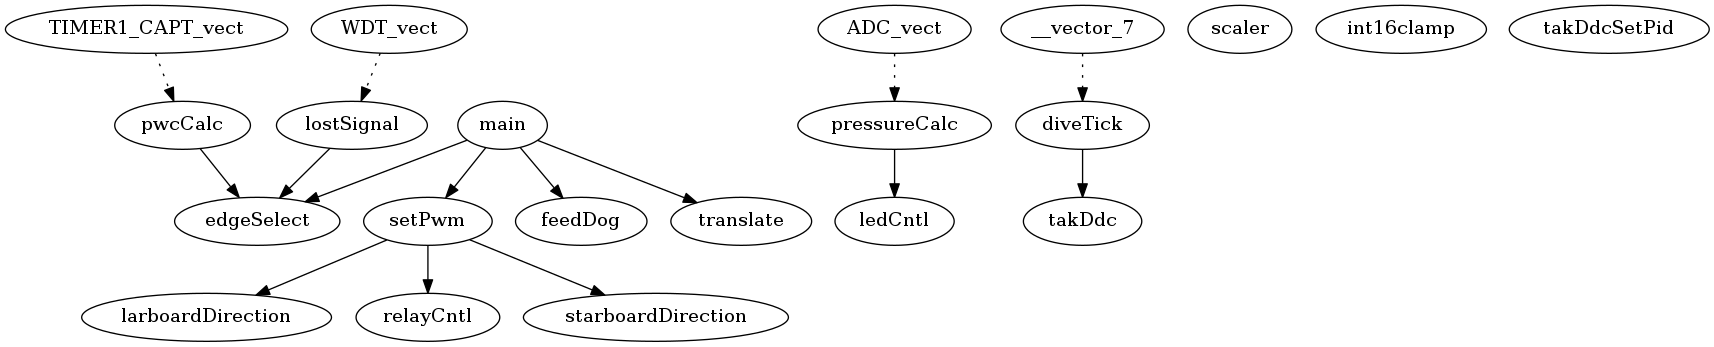 TIMER1_CAPT_vect
WDT_vect
ADC_vect
__vector_7
scaler
int16clamp
takDdcSetPid
pwcCalc
lostSignal
main
pressureCalc
diveTick
edgeSelect
setPwm
feedDog
translate
ledCntl
takDdc
larboardDirection
relayCntl
starboardDirection